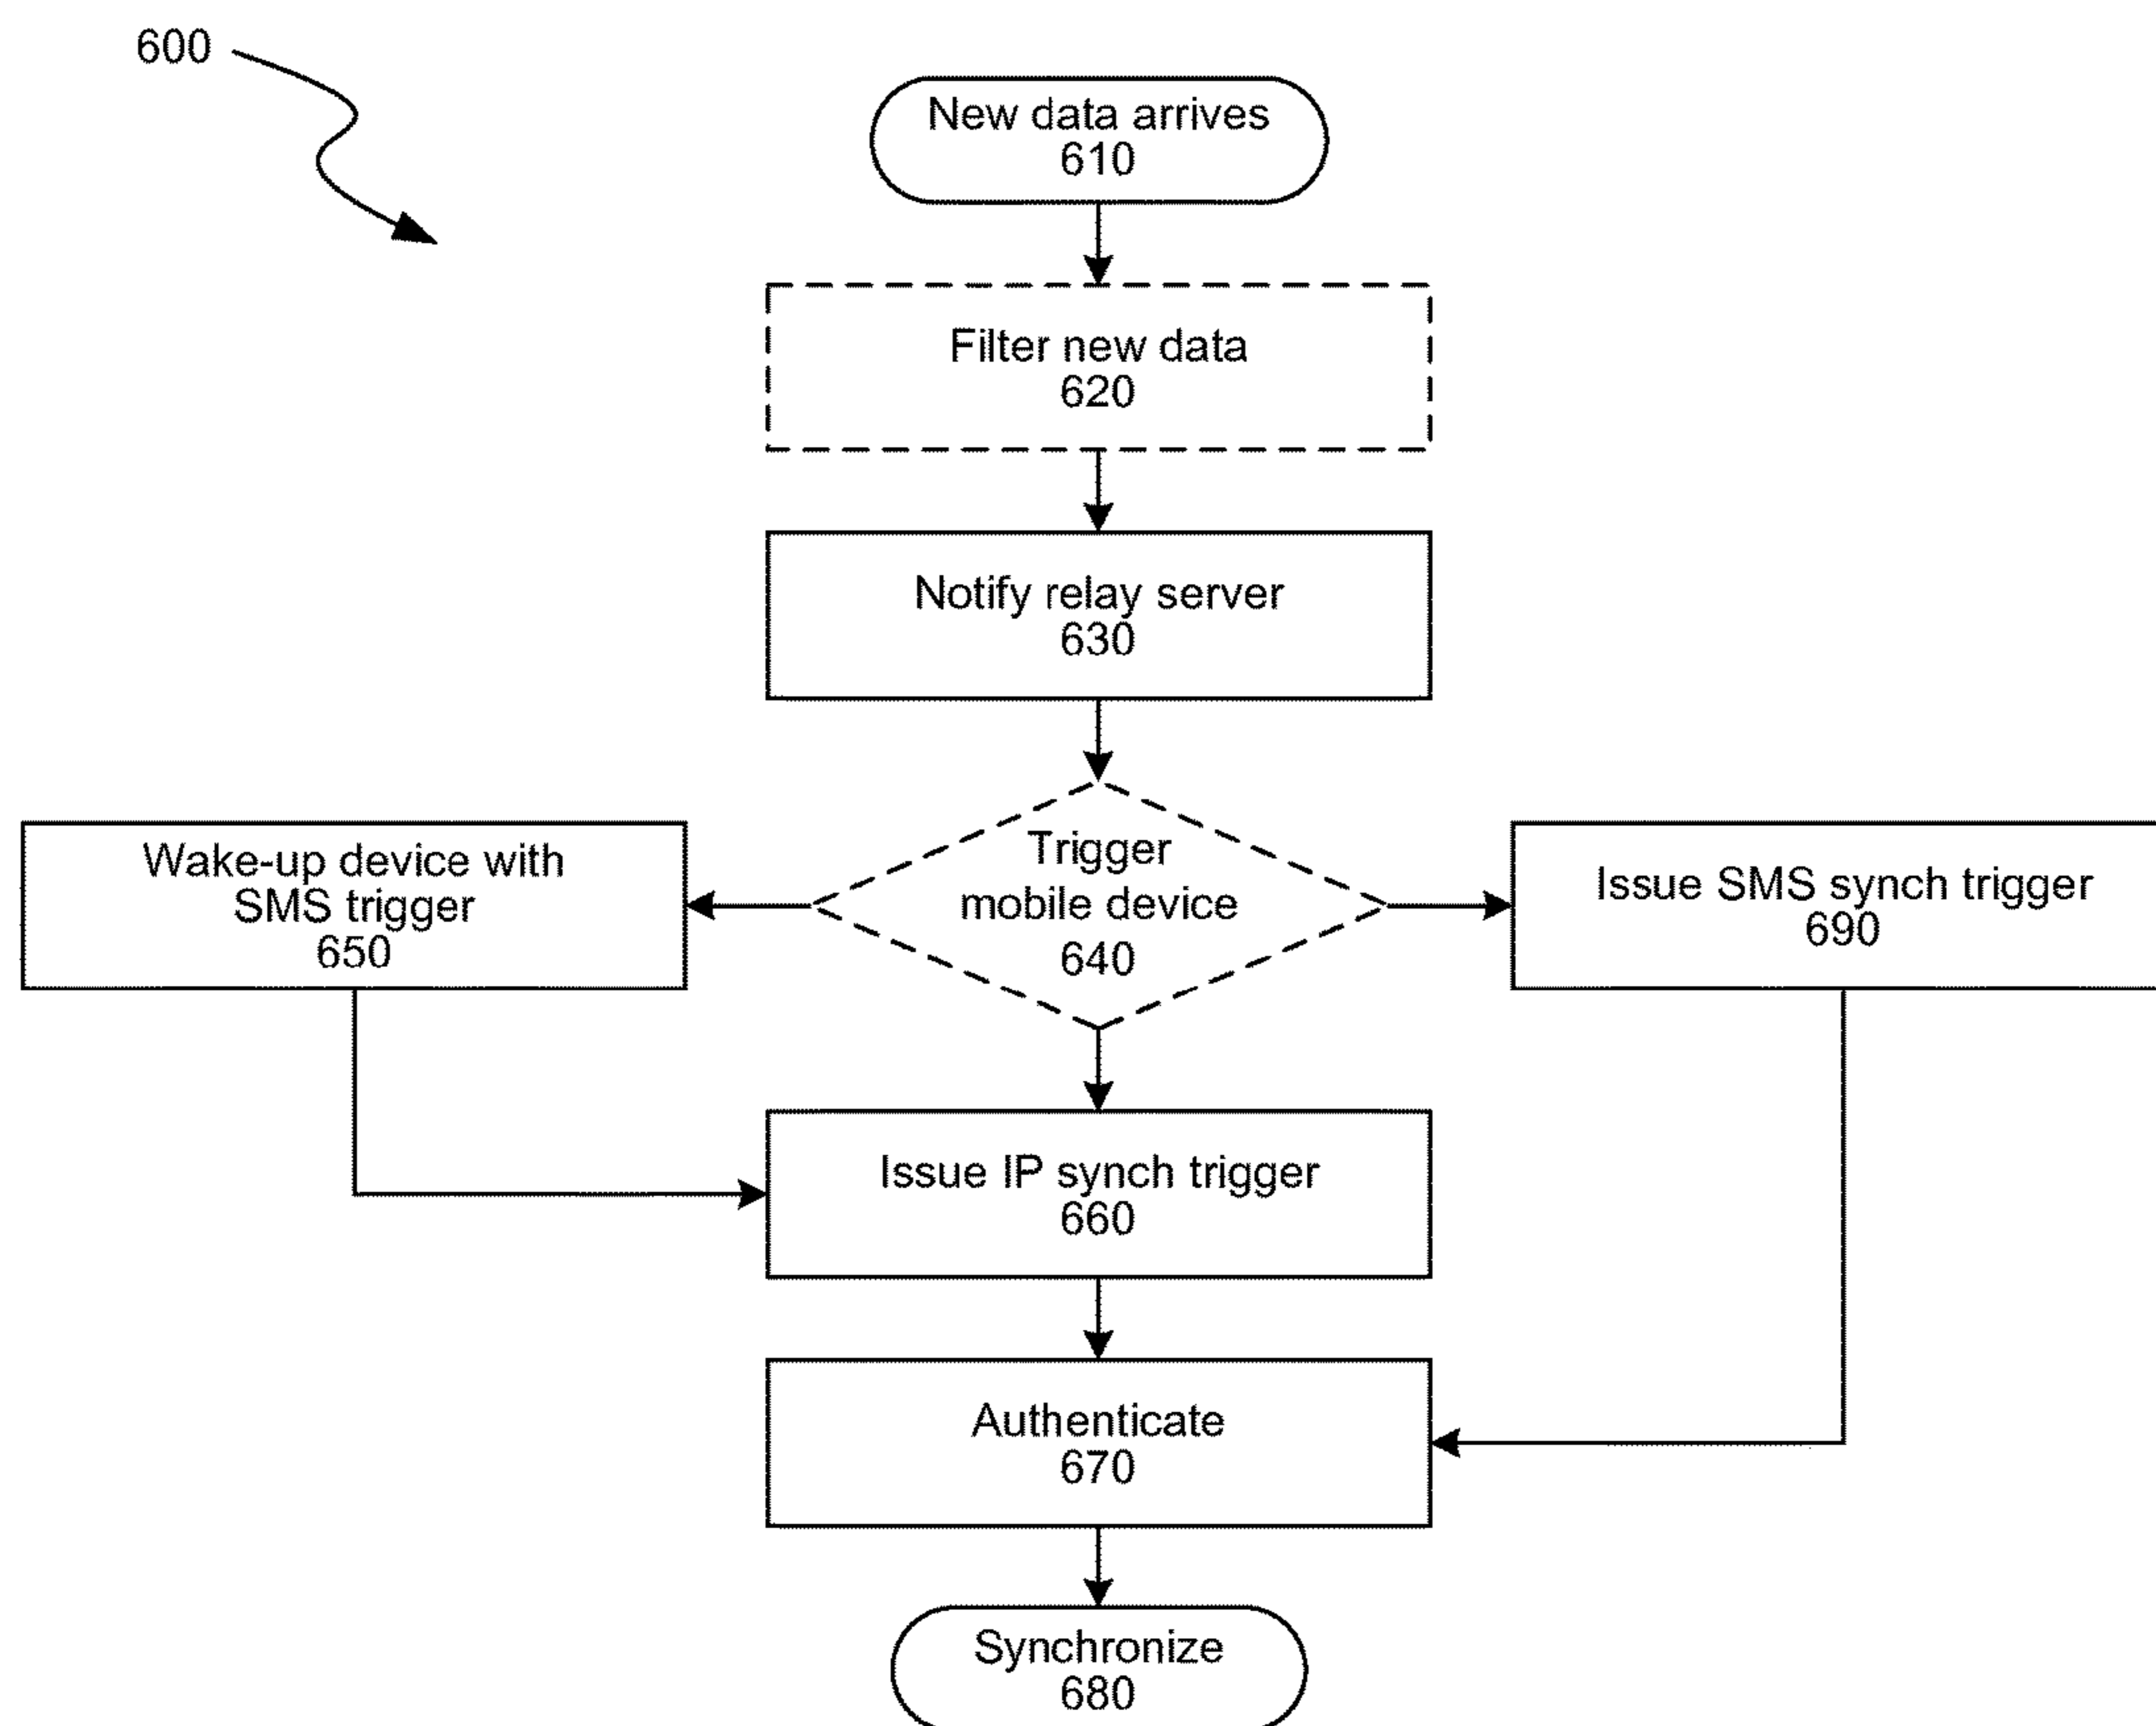 600
New data arrives
610
Filter new data
620
Notify relay server
630
Wake-up device with
SMS trigger
650
Trigger
mobile device
640
Issue SMS synch trigger
690
Issue IP synch trigger
660
Authenticate
670
Synchronize
680